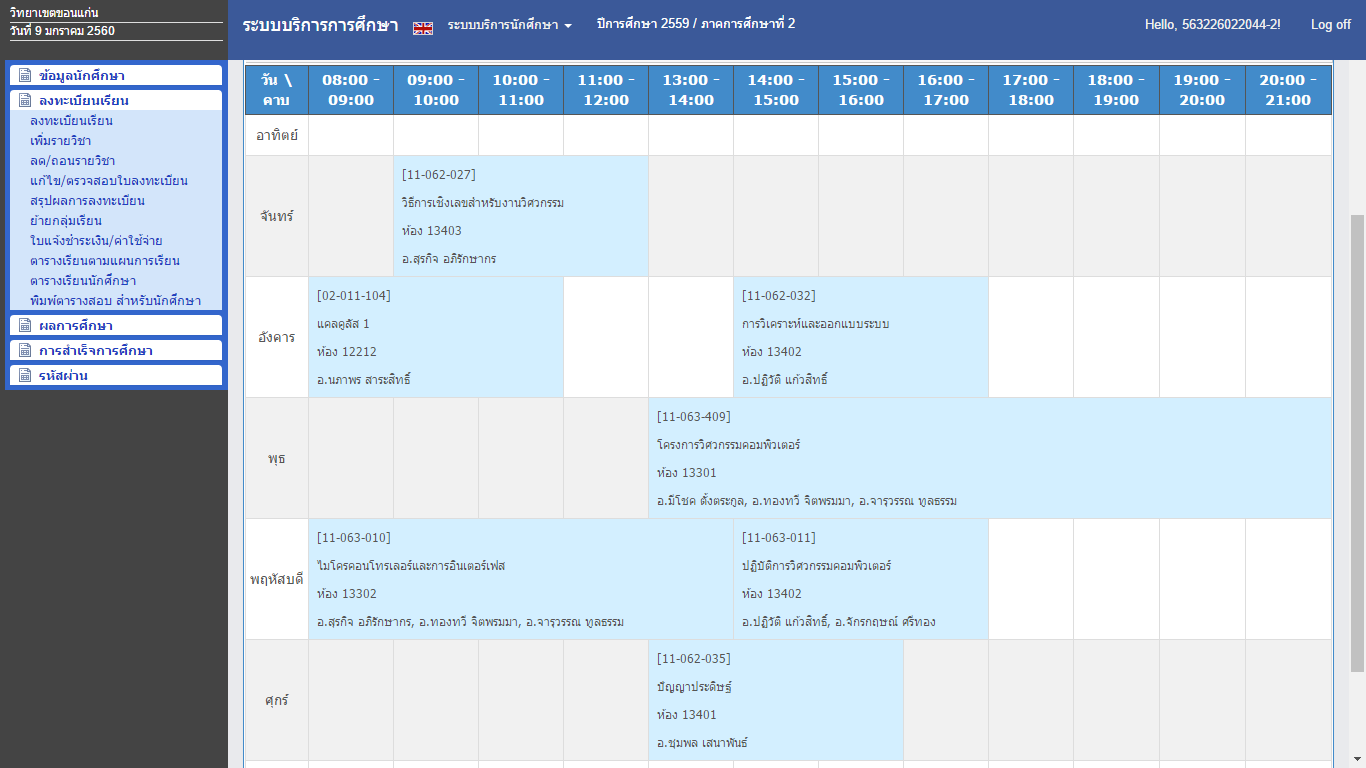 วิทยาเขตขอนแก่น
วันที่ 9 มกราคม 2560
ระบบบริการการศึกษา
ระบบบริการนักศึกษา
ปีการศึกษา 2559 / ภาคการศึกษาที่ 2
Hello, 563226022044-2!
Log off
ข้อมูลนักศึกษา
ลงทะเบียนเรียน
ลงทะเบียนเรียน
เพิ่มรายวิชา
ลด/ถอนรายวิชา
แก้ไข/ตรวจสอบใบลงทะเบียน
สรุปผลการลงทะเบียน
ย้ายกลุ่มเรียน
ใบแจ้งชำระเงิน/ค่าใช้จ่าย
ตารางเรียนตามแผนการเรียน
ตารางเรียนนักศึกษา
พิมพ์ตารางสอบ สำหรับนักศึกษา
ผลการศึกษา
การสำเร็จการศึกษา
รหัสผ่าน
วัน \ คาบ
08:00 - 09:00
09:00 - 10:00
10:00 - 11:00
11:00 - 12:00
13:00 - 14:00
14:00 - 15:00
15:00 - 16:00
16:00 - 17:00
17:00 - 18:00
18:00 - 19:00
19:00 - 20:00
20:00 - 21:00
อาทิตย์
จันทร์
[11-062-027]
วิธีการเชิงเลขสำหรับงานวิศวกรรม
ห้อง 13403
อ.สุรกิจ อภิรักษากร
อังคาร
[02-011-104]
แคลคูลัส 1
ห้อง 12212
อ.นภาพร สาระสิทธิ์
[11-062-032]
การวิเคราะห์และออกแบบระบบ
ห้อง 13402
อ.ปฏิวัติ แก้วสิทธิ์
พุธ
[11-063-409]
โครงการวิศวกรรมคอมพิวเตอร์
ห้อง 13301
อ.มีโชค ตั้งตระกูล, อ.ทองทวี จิตพรมมา, อ.จารุวรรณ ทูลธรรม
พฤหัสบดี
[11-063-010]
ไมโครคอนโทรเลอร์และการอินเตอร์เฟส
ห้อง 13302
อ.สุรกิจ อภิรักษากร, อ.ทองทวี จิตพรมมา, อ.จารุวรรณ ทูลธรรม
[11-063-011]
ปฏิบัติการวิศวกรรมคอมพิวเตอร์
ห้อง 13402
อ.ปฏิวัติ แก้วสิทธิ์, อ.จักรกฤษณ์ ศรีทอง
ศุกร์
[11-062-035]
ปัญญาประดิษฐ์
ห้อง 13401
อ.ชุมพล เสนาพันธ์